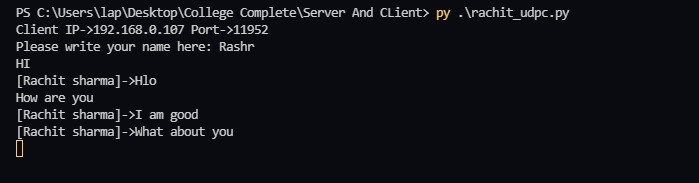 PS C:\Users\lap\Desktop\College Complete\Server And CLient> py .\rachit_udpc.py
Client IP->192.168.0.107 Port->11952
Please write your name here: Rashr
HI
[Rachit sharma]->Hlo
How are you
[Rachit sharma]->I am good
[Rachit sharma]->What about you